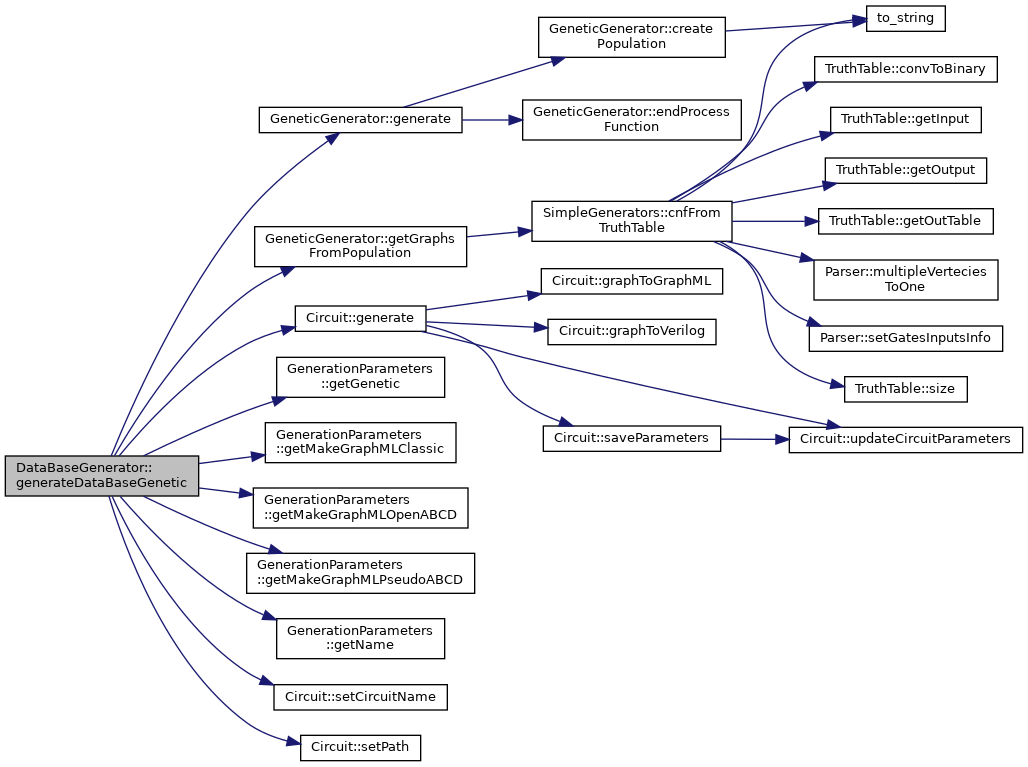 DataBaseGenerator::
generateDataBaseGenetic
GeneticGenerator::generate
GeneticGenerator::create
Population
to_string
GeneticGenerator::endProcess
Function
GeneticGenerator::getGraphs
FromPopulation
SimpleGenerators::cnfFrom
TruthTable
TruthTable::convToBinary
TruthTable::getInput
TruthTable::getOutput
TruthTable::getOutTable
Parser::multipleVertecies
ToOne
Parser::setGatesInputsInfo
TruthTable::size
Circuit::generate
Circuit::graphToGraphML
Circuit::graphToVerilog
Circuit::saveParameters
Circuit::updateCircuitParameters
GenerationParameters
::getGenetic
GenerationParameters
::getMakeGraphMLClassic
GenerationParameters
::getMakeGraphMLOpenABCD
GenerationParameters
::getMakeGraphMLPseudoABCD
GenerationParameters
::getName
Circuit::setCircuitName
Circuit::setPath